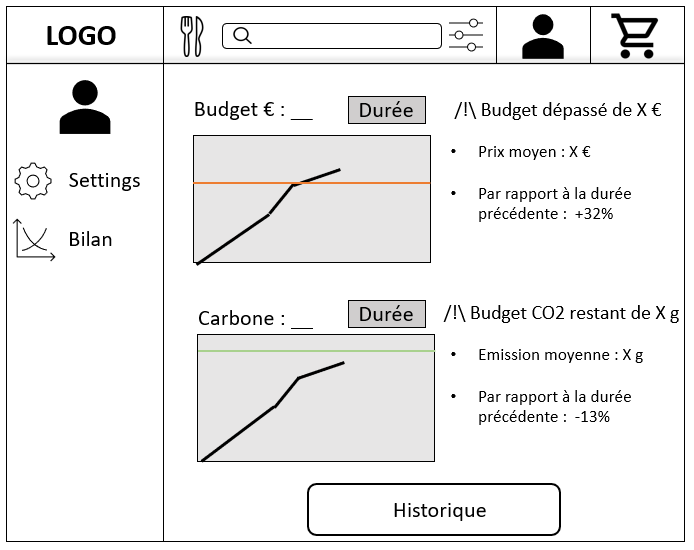 LOGO
Settings
Bilan
Budget € : __
Durée
/!\ Budget dépassé de X €
• Prix moyen : X €
• Par rapport à la durée
précédente : +32%
Carbone : __
Durée
/!\ Budget CO2 restant de X g
• Emission moyenne : X g
• Par rapport à la durée
précédente : -13%
Historique